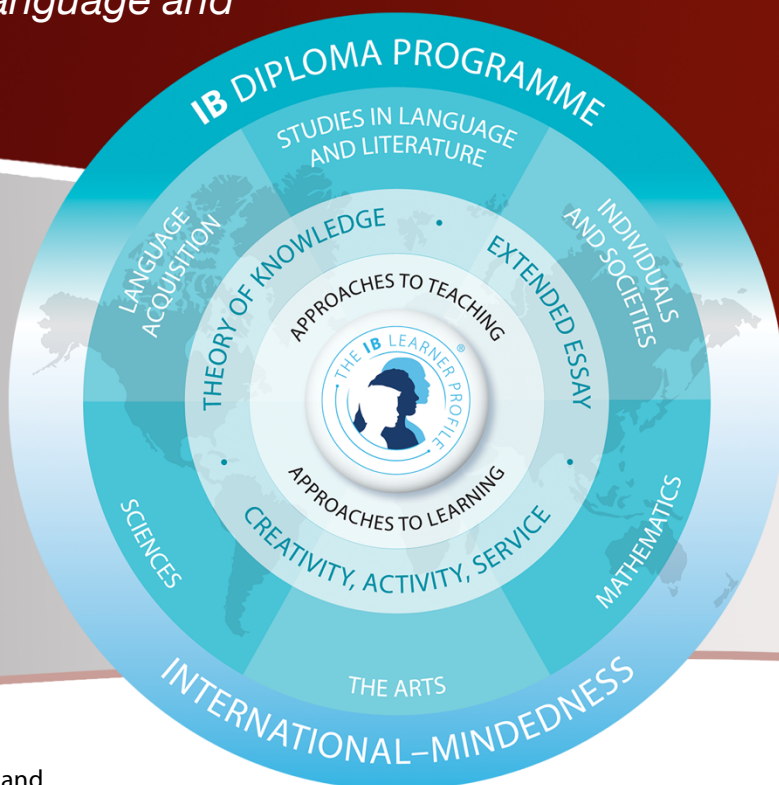 Language and
IB DIPLOMA PROGRAMME
STUDIES IN LANGUAGE
AND LITERATURE
LANGUAGE
ACQUISITION
INDIVIDUALS
AND SOCIETIES
THEORY OF KNOWLEDGE
•
EXTENDED ESSAY
APPROACHES TO TEACHING
THE IB LEARNER PROFILE®
APPROACHES TO LEARNING
•
CREATIVITY, ACTIVITY, SERVICE
•
SCIENCES
MATHEMATICS
THE ARTS
INTERNATIONAL–MINDEDNESS
and